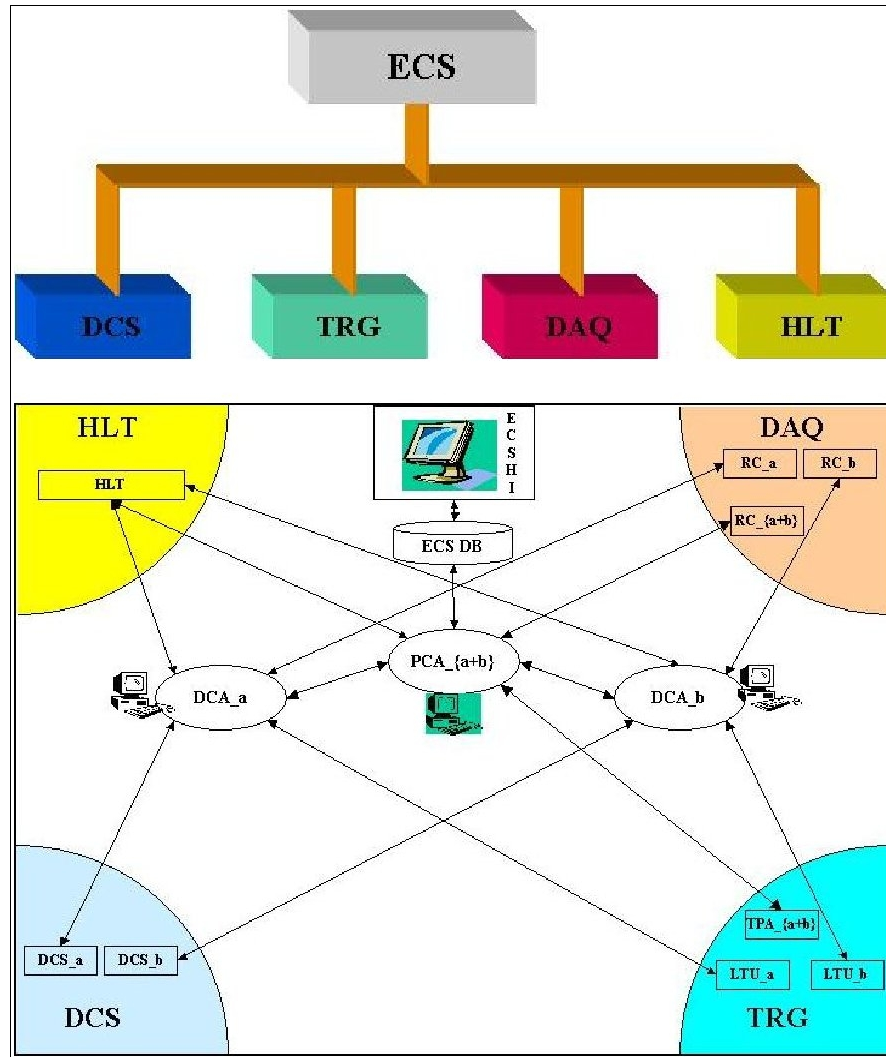 ECS
DCS
TRG
DAQ
HLT
HLT
HLT
ECSHI
ECS DB
DAQ
RC_a
RC_b
RC_{a+b}
PCA_{a+b}
DCA_a
DCA_b
DCS_a
DCS_b
DCS
TPA_{a+b}
LTU_a
LTU_b
TRG